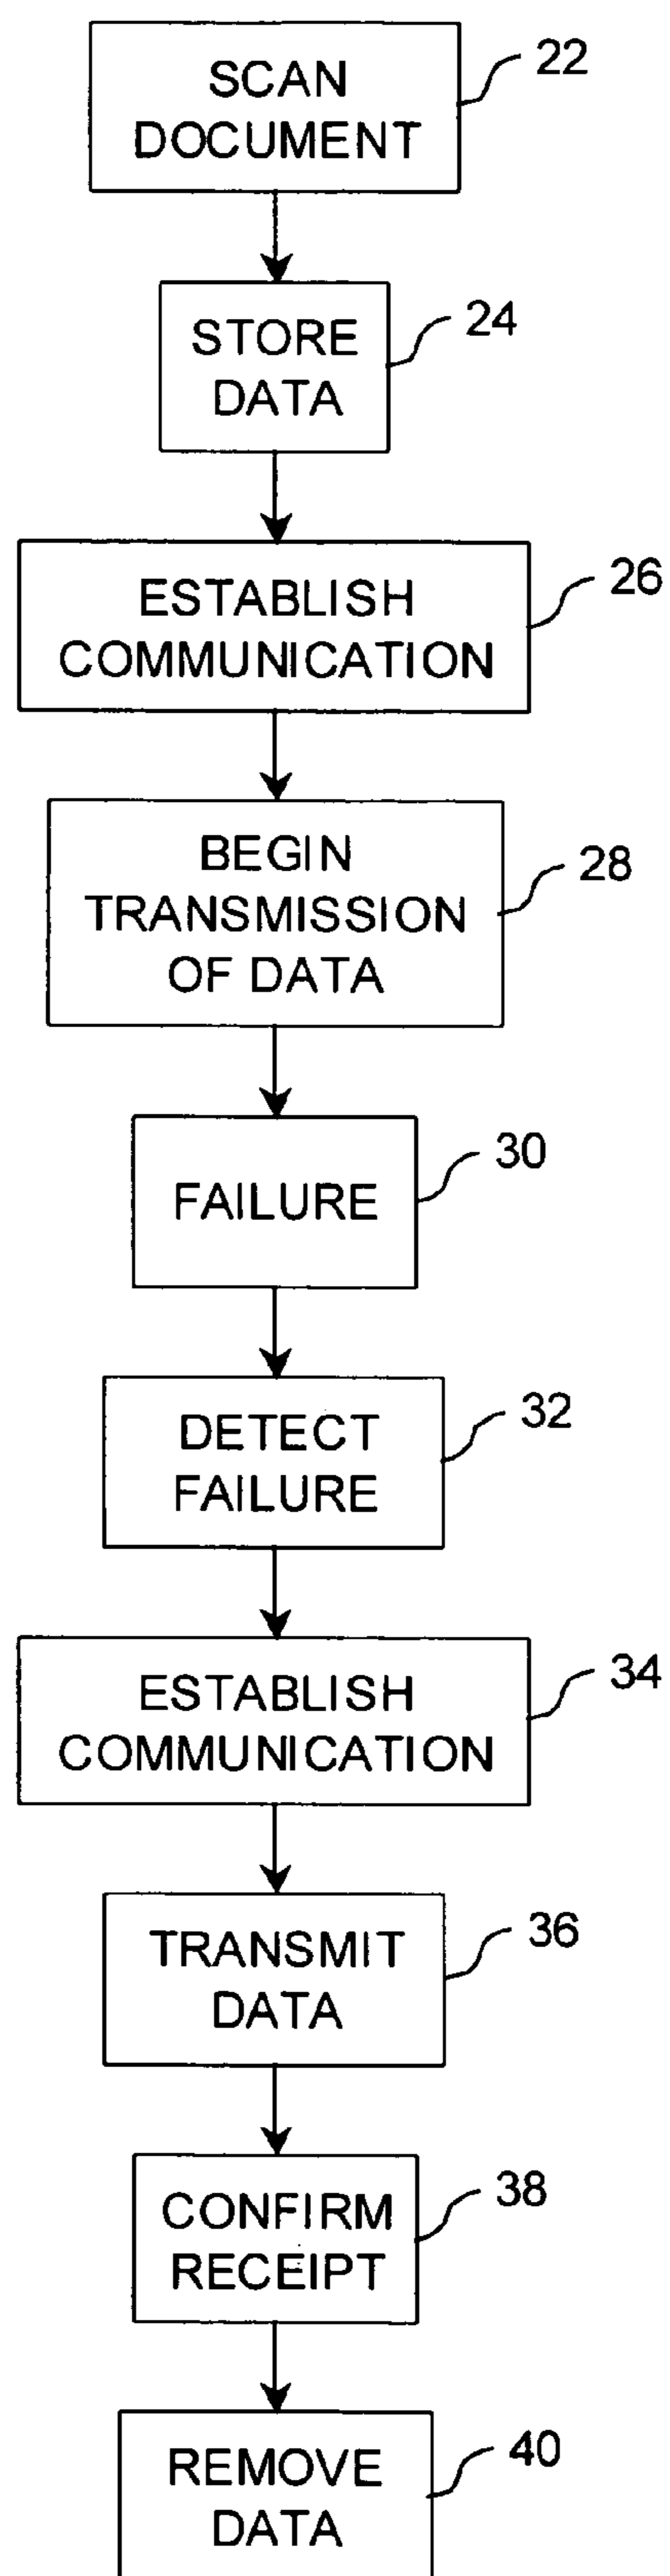 SCAN
DOCUMENT
22
STORE
DATA
24
ESTABLISH
COMMUNICATION
26
BEGIN
TRANSMISSION
OF DATA
28
FAILURE
30
DETECT
FAILURE
32
ESTABLISH
COMMUNICATION
34
TRANSMIT
DATA
36
CONFIRM
RECEIPT
38
REMOVE
DATA
40